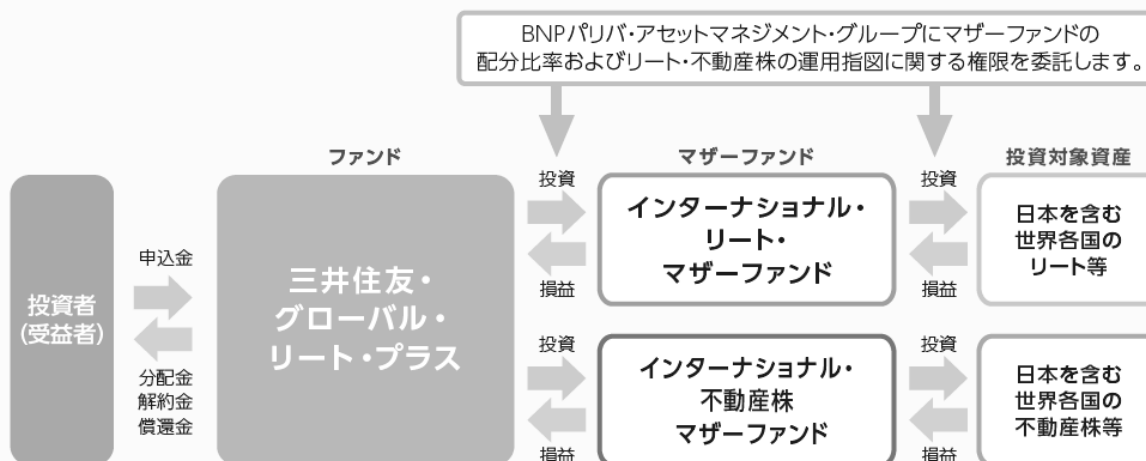 BNPパリバ・アセットマネジメント・グループにマザーファンドの
配分比率およびリート・不動産株の運用指図に関する権限を委託します。
ファンド
マザーファンド
投資対象資産
投資者
(受益者)
申込金
分配金
解約金
償還金
三井住友・
グローバル・
リート・プラス
投資
損益
インターナショナル・
リート・
マザーファンド
投資
損益
日本を含む
世界各国の
リート等
投資
損益
インターナショナル・
不動産株
マザーファンド
投資
損益
日本を含む
世界各国の
不動産株等